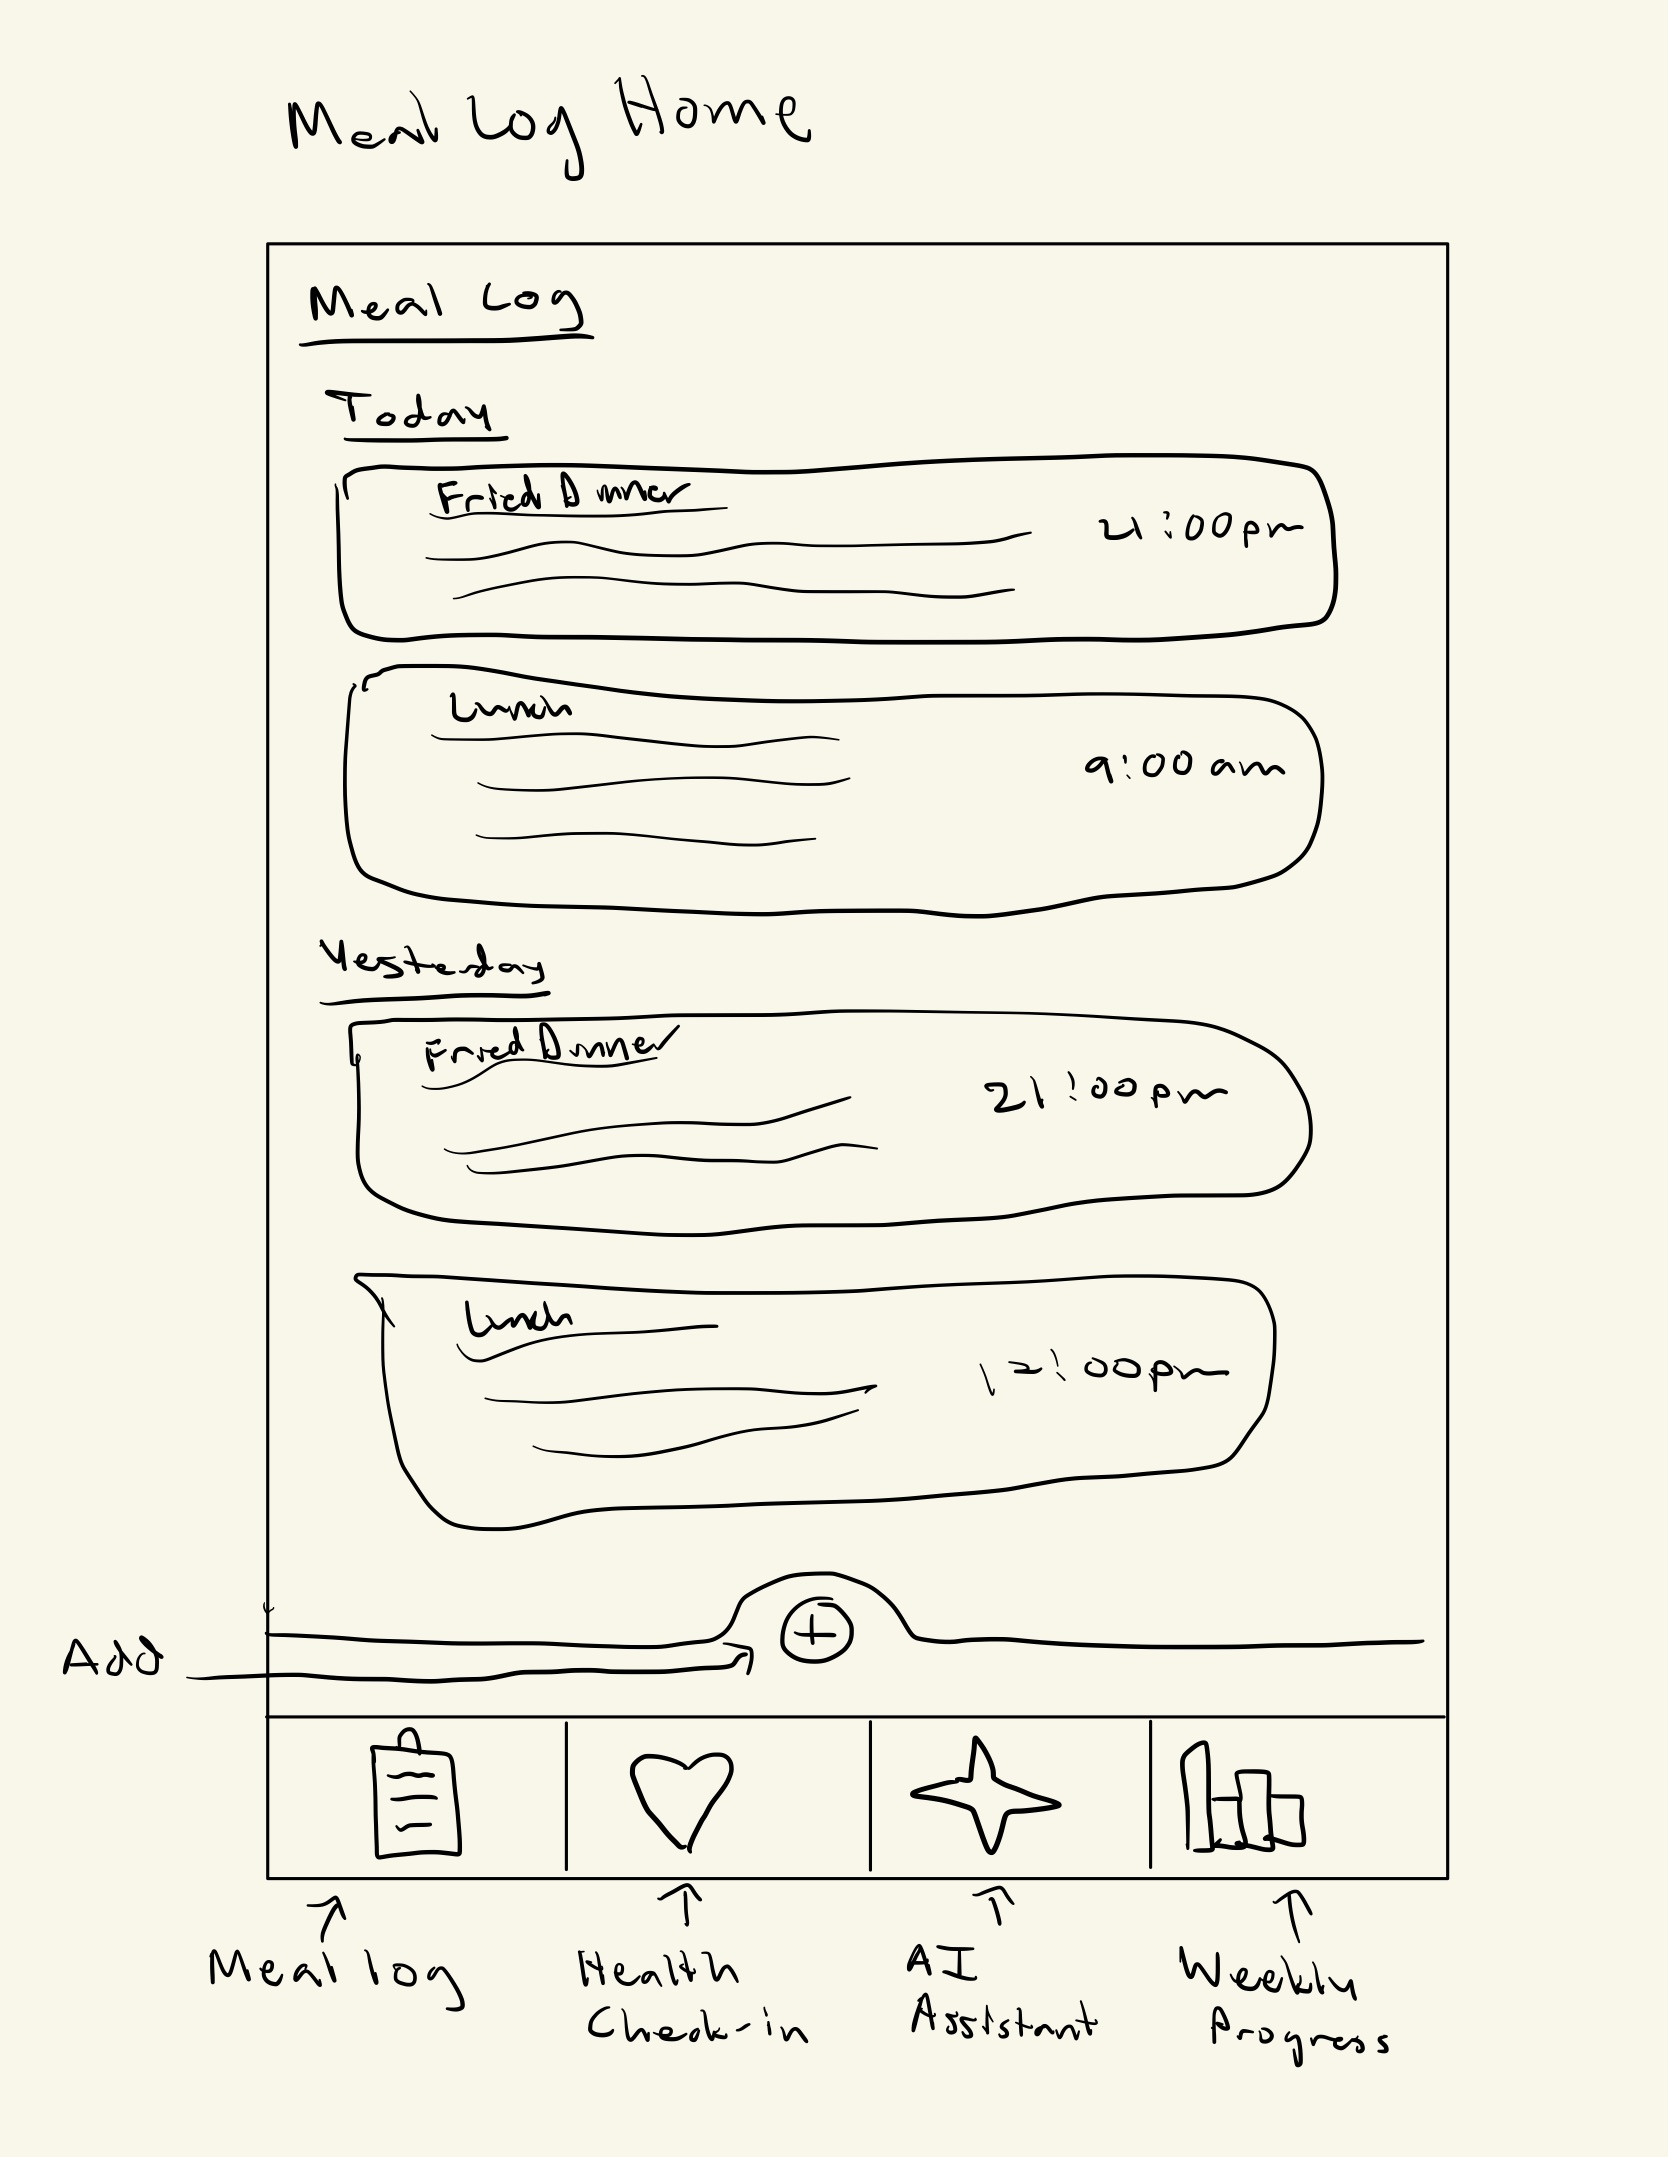 Meal Log Home
Meal Log
Today
Fried Dinner
21:00pm
Lunch
9:00 am
Yesterday
Fried Dinner
21:00pm
Lunch
12:00pm
Add
Meal log
Health
Check-in
AI
Assistant
Weekly
Progress